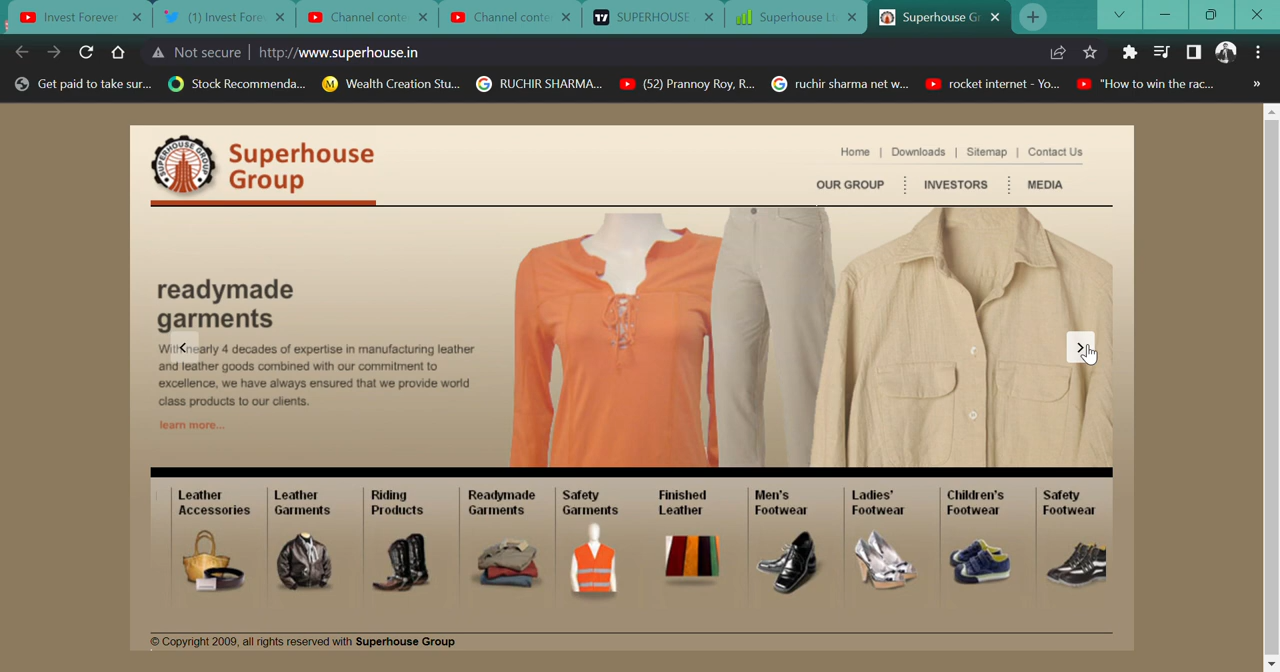 Invest Forever
(1) Invest Fore
Channel conte
Channel conte
SUPERHOUSE
Superhouse Lt
Superhouse Gr
Not secure
http://www.superhouse.in
Get paid to take sur...
Stock Recommenda...
Wealth Creation Stu...
RUCHIR SHARMA...
(52) Prannoy Roy, R...
ruchir sharma net w...
rocket internet - Yo...
"How to win the rac...
»
SUPERHOUSE GROUP
Superhouse
Group
Home | Downloads | Sitemap | Contact Us
OUR GROUP
INVESTORS
MEDIA
readymade
garments
With nearly 4 decades of expertise in manufacturing leather
and leather goods combined with our commitment to
excellence, we have always ensured that we provide world
class products to our clients.
learn more...
Leather
Accessories
Leather
Garments
Riding
Products
Readymade
Garments
Safety
Garments
Finished
Leather
Men's
Footwear
Ladies'
Footwear
Children's
Footwear
Safety
Footwear
© Copyright 2009, all rights reserved with Superhouse Group